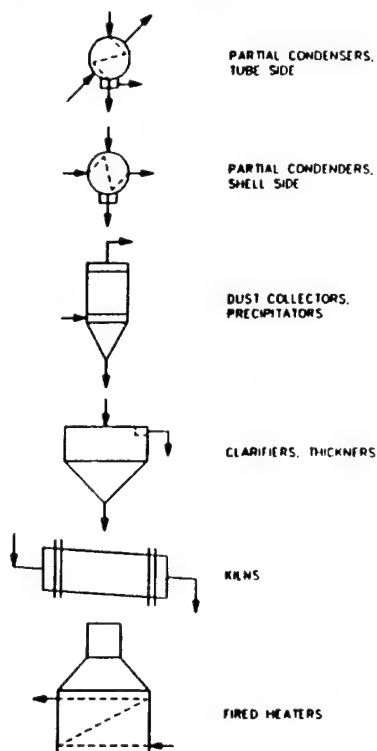 PARTIAL CONDENSERS,
TUBE SIDE
PARTIAL CONDENDERS,
SHELL SIDE
DUST COLLECTORS,
PRECIPITATORS
CLARIFIERS, THICKNERS
KILNS
FIRED HEATERS